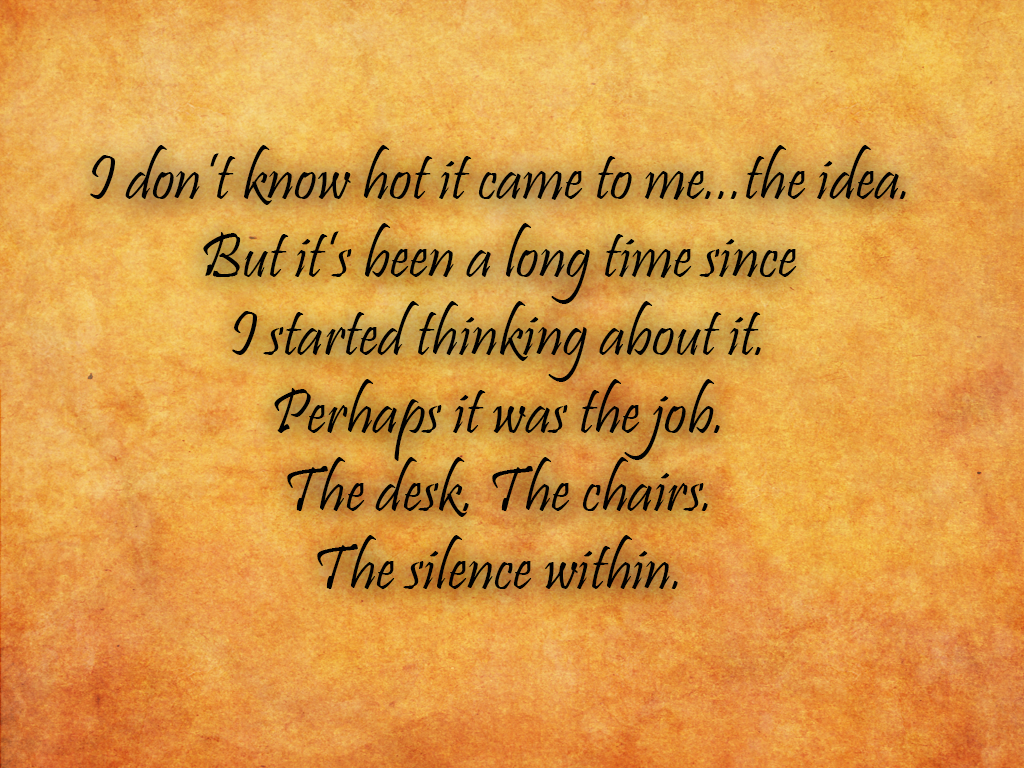 I don't know hot it came to me...the idea.
But it's been a long time since
I started thinking about it.
Perhaps it was the job.
The desk. The chairs.
The silence within.